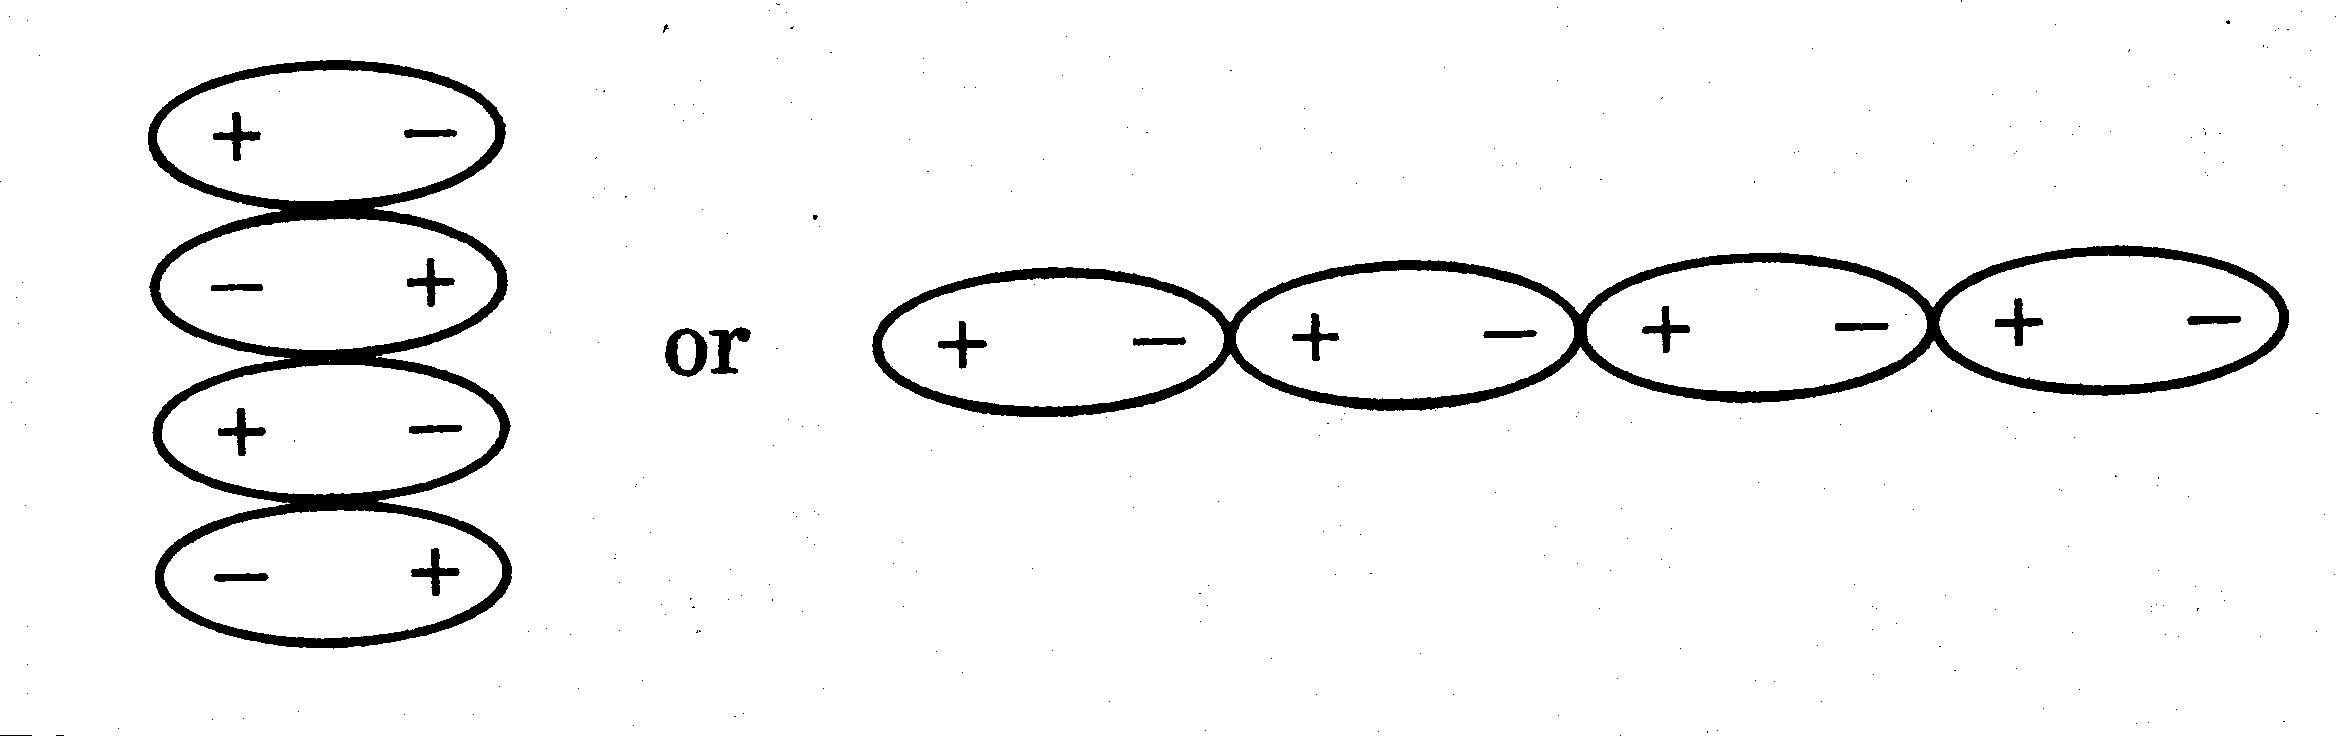 + −
− +
+ −
− +
or
+ − + − + − + −